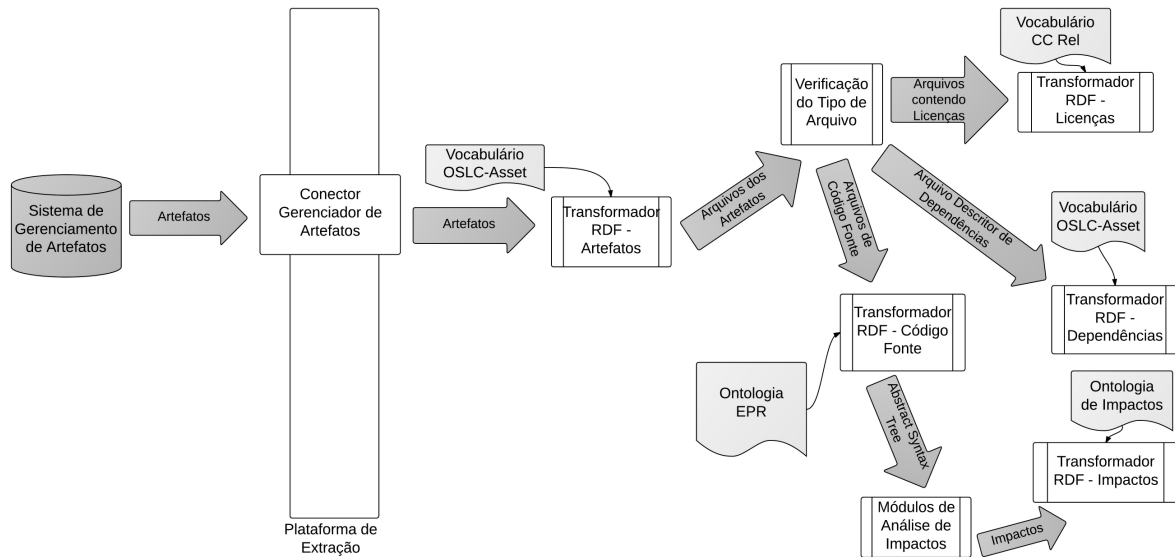 Sistema de
Gerenciamento
de Artefatos
Artefatos
Conector
Gerenciador de
Artefatos
Plataforma de
Extração
Artefatos
Vocabulário
OSLC-Asset
Transformador
RDF -
Artefatos
Arquivos dos
Artefatos
Verificação
do Tipo de
Arquivo
Arquivos
contendo
Licenças
Vocabulário
CC Rel
Transformador
RDF -
Licenças
Arquivos de
Código Fonte
Arquivo Descritor de
Dependências
Vocabulário
OSLC-Asset
Transformador
RDF -
Dependências
Transformador
RDF - Código
Fonte
Ontologia
EPR
Abstract Syntax
Tree
Módulos de
Análise de
Impactos
Impactos
Ontologia
de Impactos
Transformador
RDF - Impactos